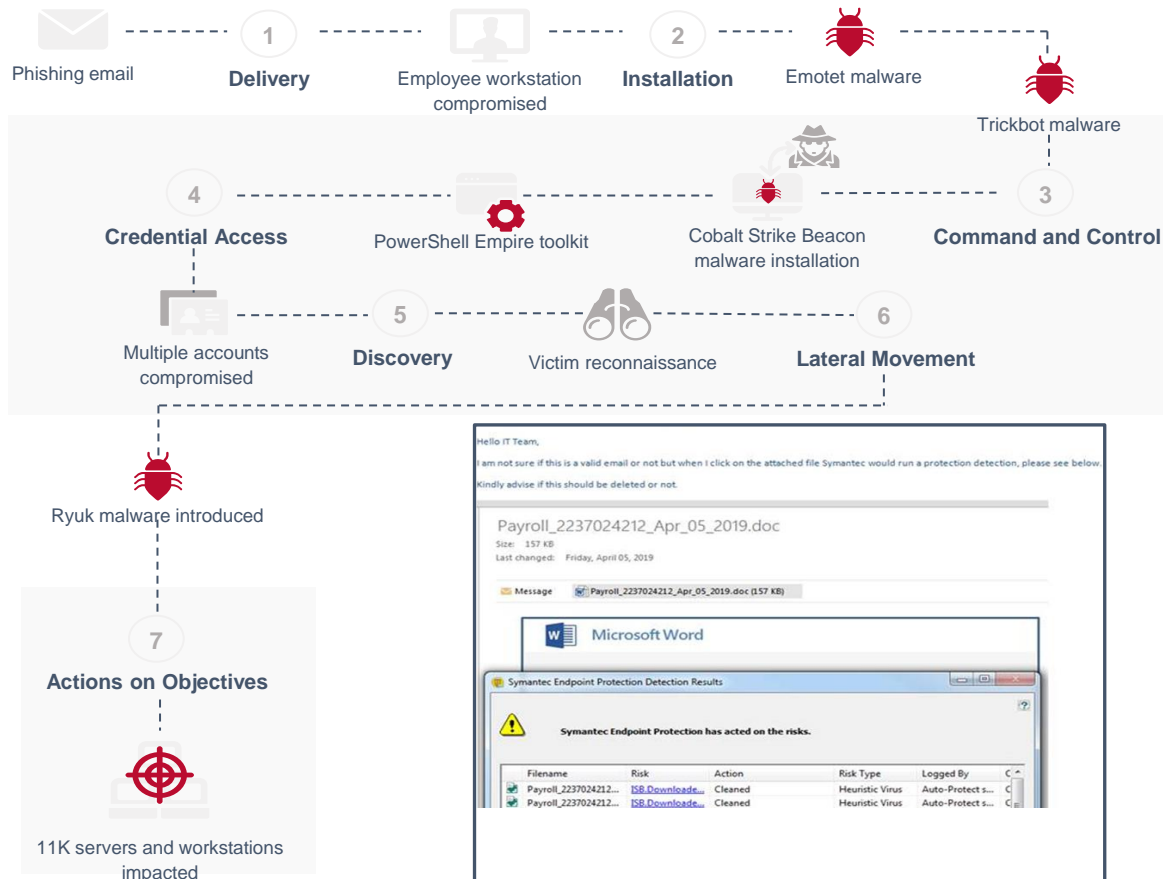 1
2
Phishing email
Delivery
Employee workstation
compromised
Installation
Emotet malware
Trickbot malware
4
3
Credential Access
PowerShell Empire toolkit
Cobalt Strike Beacon
malware installation
Command and Control
5
6
Multiple accounts
compromised
Discovery
Victim reconnaissance
Lateral Movement
Ryuk malware introduced
7
Actions on Objectives
11K servers and workstations
impacted
Hello IT Team,
I am not sure if this is a valid email or not but when I click on the attached file Symantec would run a protection detection, please see below.
Kindly advise if this should be deleted or not.
Payroll_2237024212_Apr_05_2019.doc
Size: 157 KB
Last changed: Friday, April 05, 2019
Message Payroll_2237024212_Apr_05_2019.doc (157 KB)
W Microsoft Word
Symantec Endpoint Protection Detection Results
?
Symantec Endpoint Protection has acted on the risks.
Filename Risk Action Risk Type Logged By C
Payroll_2237024212... ISB.Downloade... Cleaned Heuristic Virus Auto-Protect s... C
Payroll_2237024212... ISB.Downloade... Cleaned Heuristic Virus Auto-Protect s... C